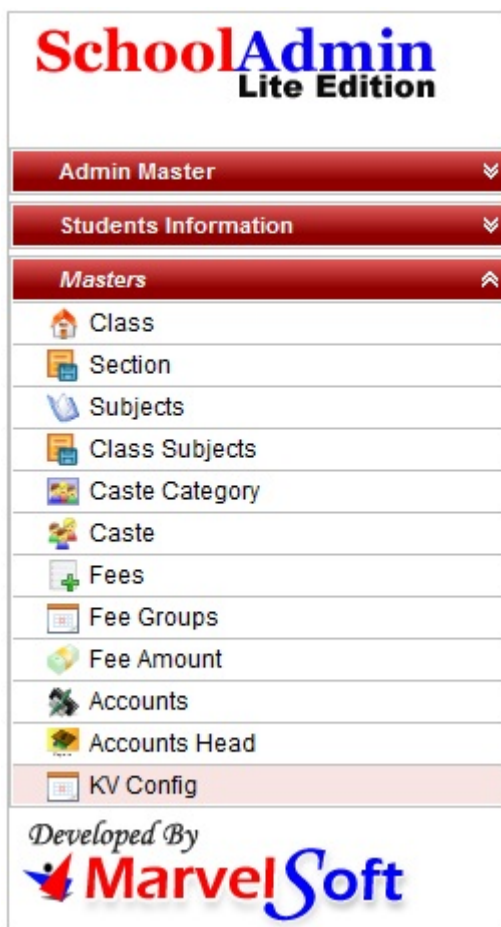 SchoolAdmin
Lite Edition
Admin Master
Students Information
Masters
Class
Section
Subjects
Class Subjects
Caste Category
Caste
Fees
Fee Groups
Fee Amount
Accounts
Accounts Head
KV Config
Developed By
MarvelSoft